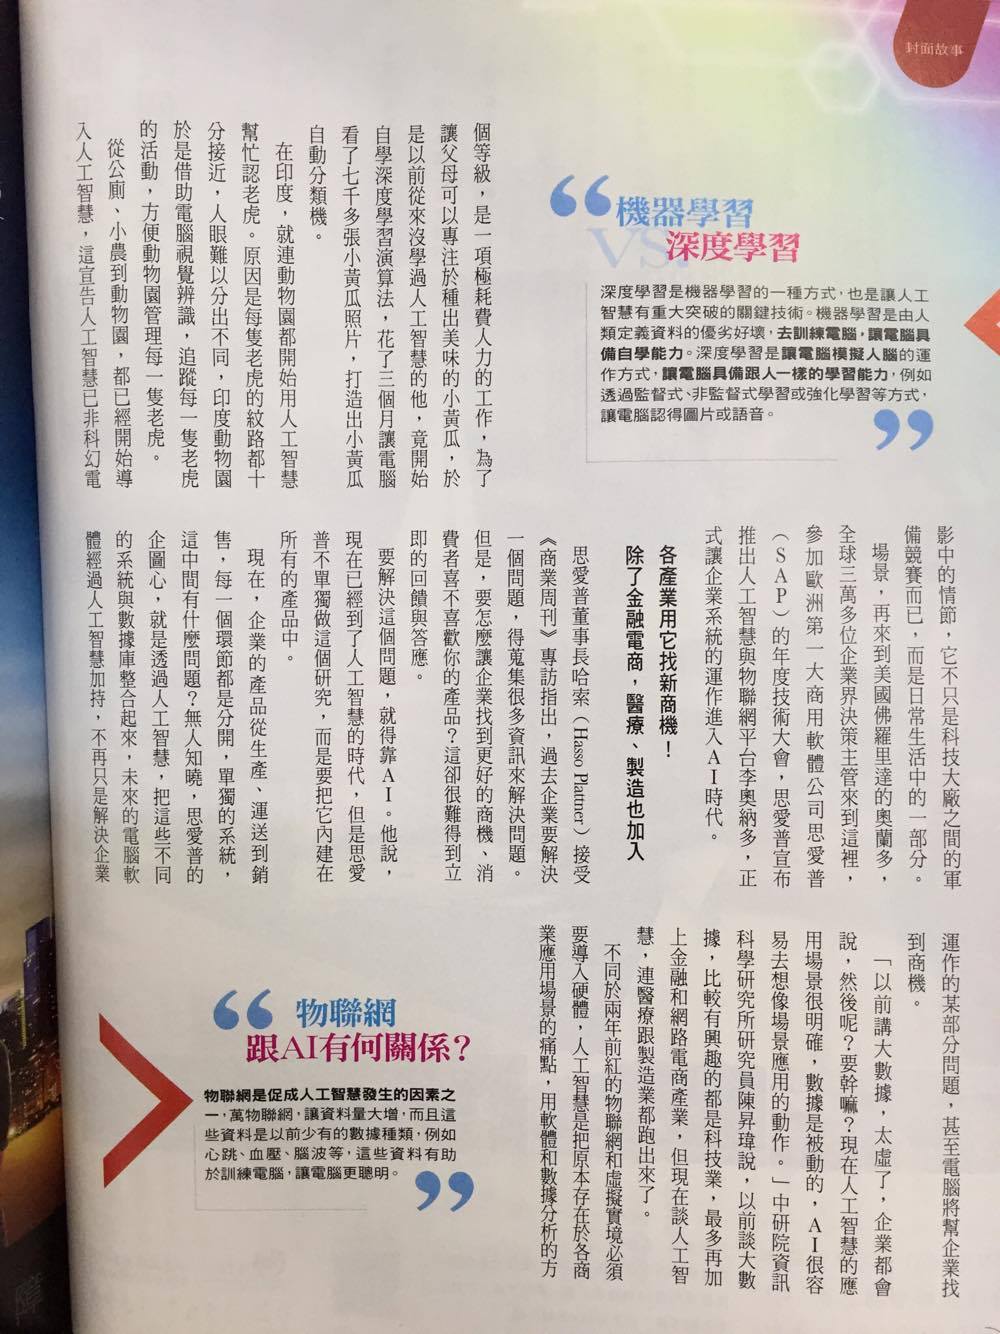 封面故事
機器學習
VS.
深度學習
深度學習是機器學習的一種方式，也是讓人工
智慧有重大突破的關鍵技術。機器學習是由人
類定義資料的優劣好壞，去訓練電腦，讓電腦具
備自學能力。深度學習是讓電腦模擬人腦的運
作方式，讓電腦具備跟人一樣的學習能力，例如
透過監督式、非監督式學習或強化學習等方式，
讓電腦認得圖片或語音。
個等級，是一項極耗費人力的工作，為了
讓父母可以專注於種出美味的小黃瓜，於
是以前從來沒學過人工智慧的他，竟開始
自學深度學習演算法，花了三個月讓電腦
看了七千多張小黃瓜照片，打造出小黃瓜
自動分類機。
在印度，就連動物園都開始用人工智慧
幫忙認老虎。原因是每隻老虎的紋路都十
分接近，人眼難以分出不同，印度動物園
於是借助電腦視覺辨識，追蹤每一隻老虎
的活動，方便動物園管理每一隻老虎。
從公廁、小農到動物園，都已經開始導
入人工智慧，這宣告人工智慧已非科幻電
影中的情節，它不只是科技大廠之間的軍
備競賽而已，而是日常生活中的一部分。
場景，再來到美國佛羅里達的奧蘭多，
全球三萬多位企業界決策主管來到這裡，
參加歐洲第一大商用軟體公司思愛普
（SAP）的年度技術大會，思愛普宣布
推出人工智慧與物聯網平台李奧納多，正
式讓企業系統的運作進入AI時代。
各產業用它找新商機！
除了金融電商，醫療、製造也加入
思愛普董事長哈索（Hasso Plattner）接受
《商業周刊》專訪指出，過去企業要解決
一個問題，得蒐集很多資訊來解決問題。
但是，要怎麼讓企業找到更好的商機、消
費者喜不喜歡你的產品？這卻很難得到立
即的回饋與答應。
要解決這個問題，就得靠AI。他說，
現在已經到了人工智慧的時代，但是思愛
普不單獨做這個研究，而是要把它內建在
所有的產品中。
現在，企業的產品從生產、運送到銷
售，每一個環節都是分開，單獨的系統，
這中間有什麼問題？無人知曉，思愛普的
企圖心，就是透過人工智慧，把這些不同
的系統與數據庫整合起來，未來的電腦軟
體經過人工智慧加持，不再只是解決企業
運作的某部分問題，甚至電腦將幫企業找
到商機。
「以前講大數據，太虛了，企業都會
說，然後呢？要幹嘛？現在人工智慧的應
用場景很明確，數據是被動的，AI很容
易去想像場景應用的動作。」中研院資訊
科學研究所研究員陳昇瑋說，以前談大數
據，比較有興趣的都是科技業，最多再加
上金融和網路電商產業，但現在談人工智
慧，連醫療跟製造業都跑出來了。
不同於兩年前紅的物聯網和虛擬實境必須
要導入硬體，人工智慧是把原本存在於各商
業應用場景的痛點，用軟體和數據分析的方
物聯網
跟AI有何關係？
物聯網是促成人工智慧發生的因素之
一，萬物聯網，讓資料量大增，而且這
些資料是以前少有的數據種類，例如
心跳、血壓、腦波等，這些資料有助
於訓練電腦，讓電腦更聰明。
障